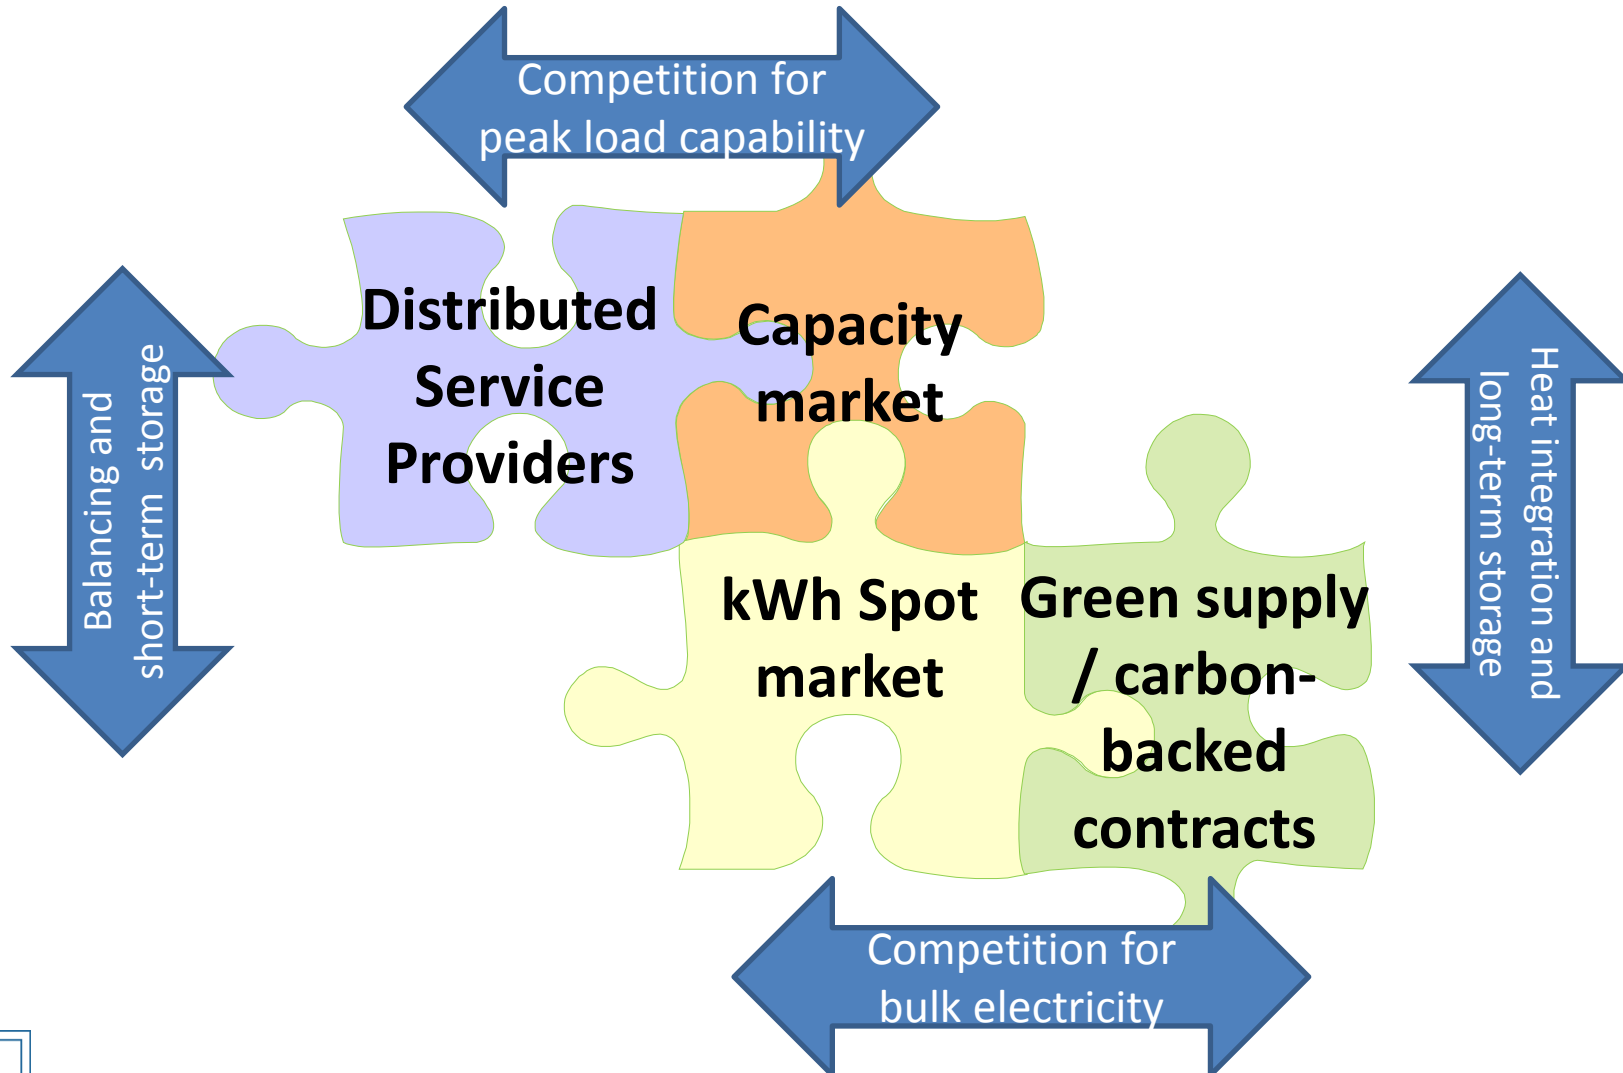 Competition for
peak load capability
Distributed
Service
Providers
Capacity
market
Balancing and
short-term storage
Heat integration and
long-term storage
kWh Spot
market
Green supply
/ carbon-
backed
contracts
Competition for
bulk electricity